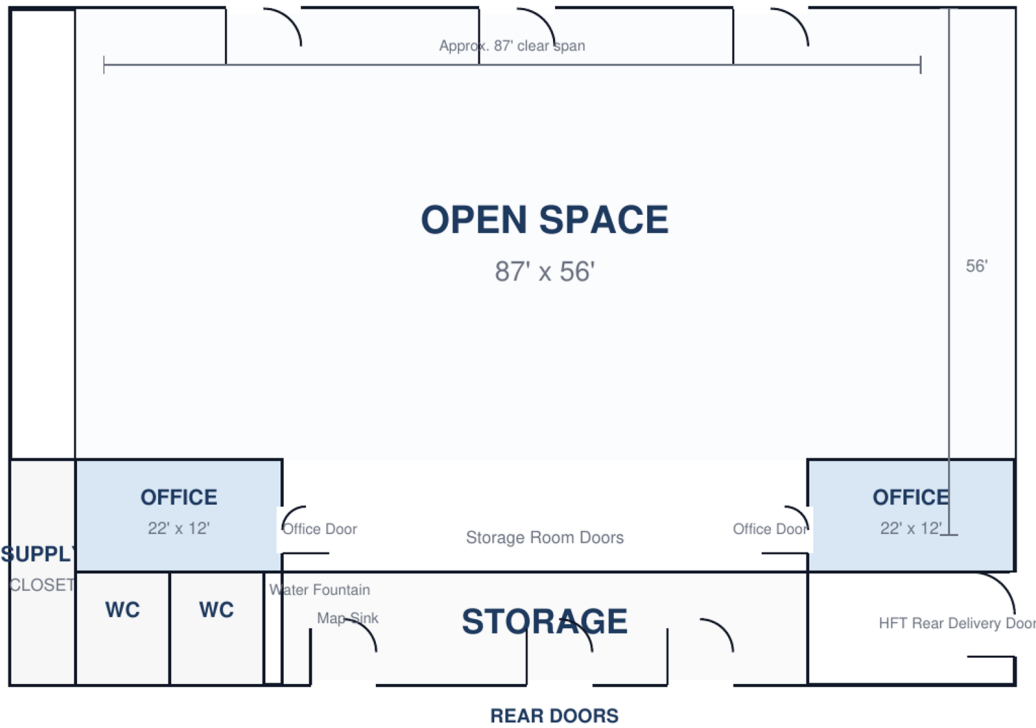 Approx. 87' clear span
OPEN SPACE
87' x 56'
56'
OFFICE
22' x 12'
OFFICE
22' x 12'
Office Door
Office Door
Storage Room Doors
SUPPLY
CLOSET
WC
WC
Water Fountain
Map Sink
STORAGE
HFT Rear Delivery Door
REAR DOORS